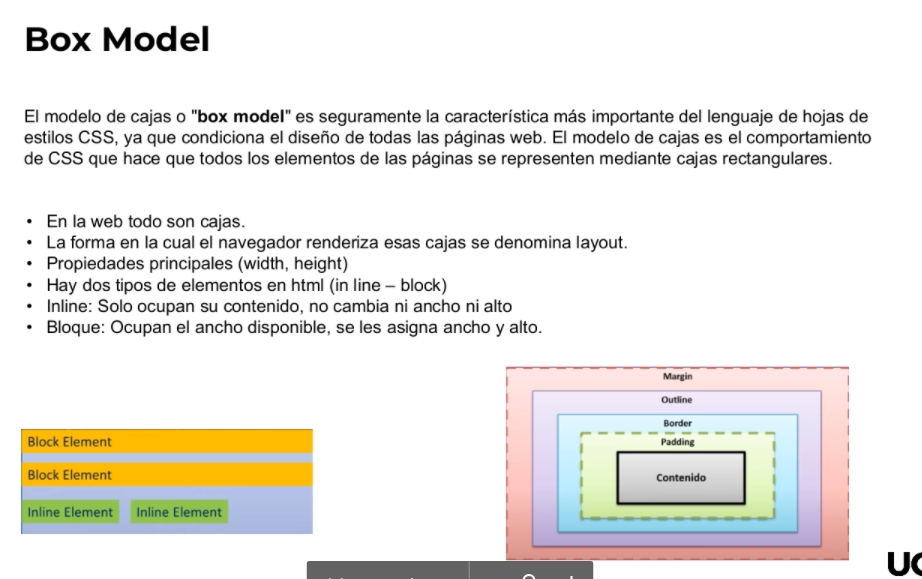 Box Model
El modelo de cajas o "box model" es seguramente la característica más importante del lenguaje de hojas de
estilos CSS, ya que condiciona el diseño de todas las páginas web. El modelo de cajas es el comportamiento
de CSS que hace que todos los elementos de las páginas se representen mediante cajas rectangulares.
• En la web todo son cajas.
• La forma en la cual el navegador renderiza esas cajas se denomina layout.
• Propiedades principales (width, height)
• Hay dos tipos de elementos en html (in line – block)
• Inline: Solo ocupan su contenido, no cambia ni ancho ni alto
• Bloque: Ocupan el ancho disponible, se les asigna ancho y alto.
Block Element
Block Element
Inline Element Inline Element
Margin
Outline
Border
Padding
Contenido